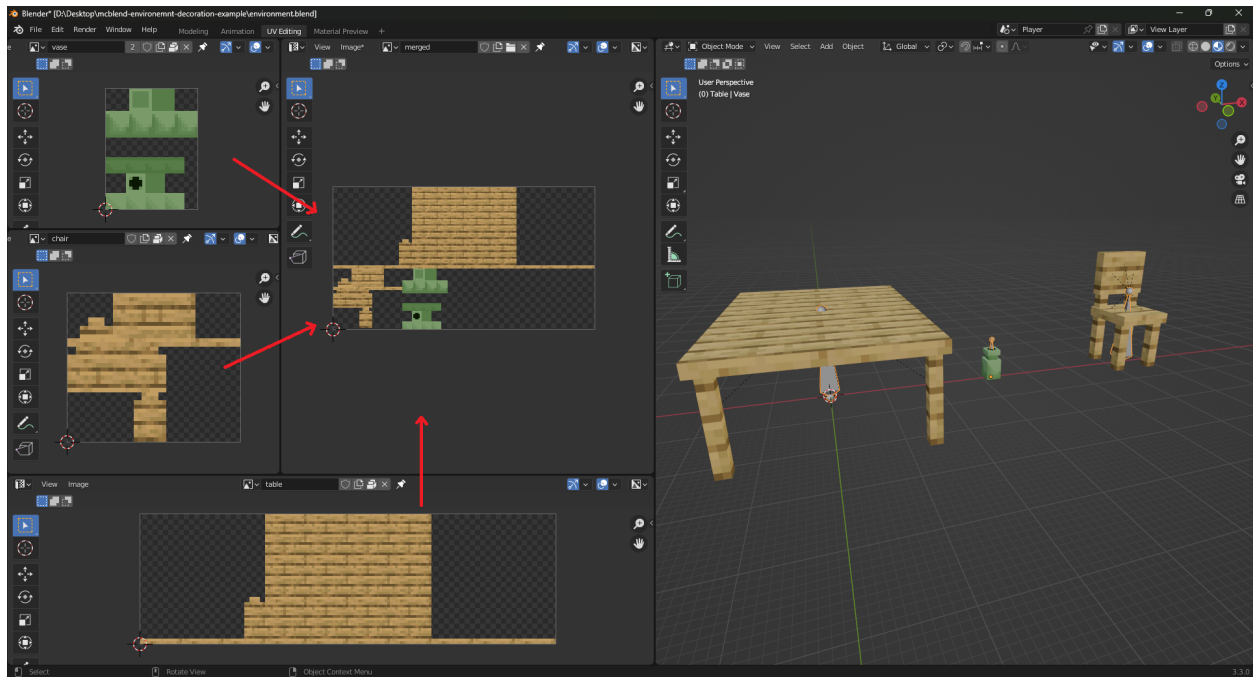 Blender* [D:\Desktop\mcblend-environemnt-decoration-example\environment.blend]
File Edit Render Window Help Modeling Animation UV Editing Material Preview +
Player
View Layer
e vase 2
View Image* merged
Object Mode View Select Add Object Global
Options
User Perspective
(0) Table | Vase
Z
Y
X
e chair
View Image table
Select
Rotate View
Object Context Menu
3.3.0